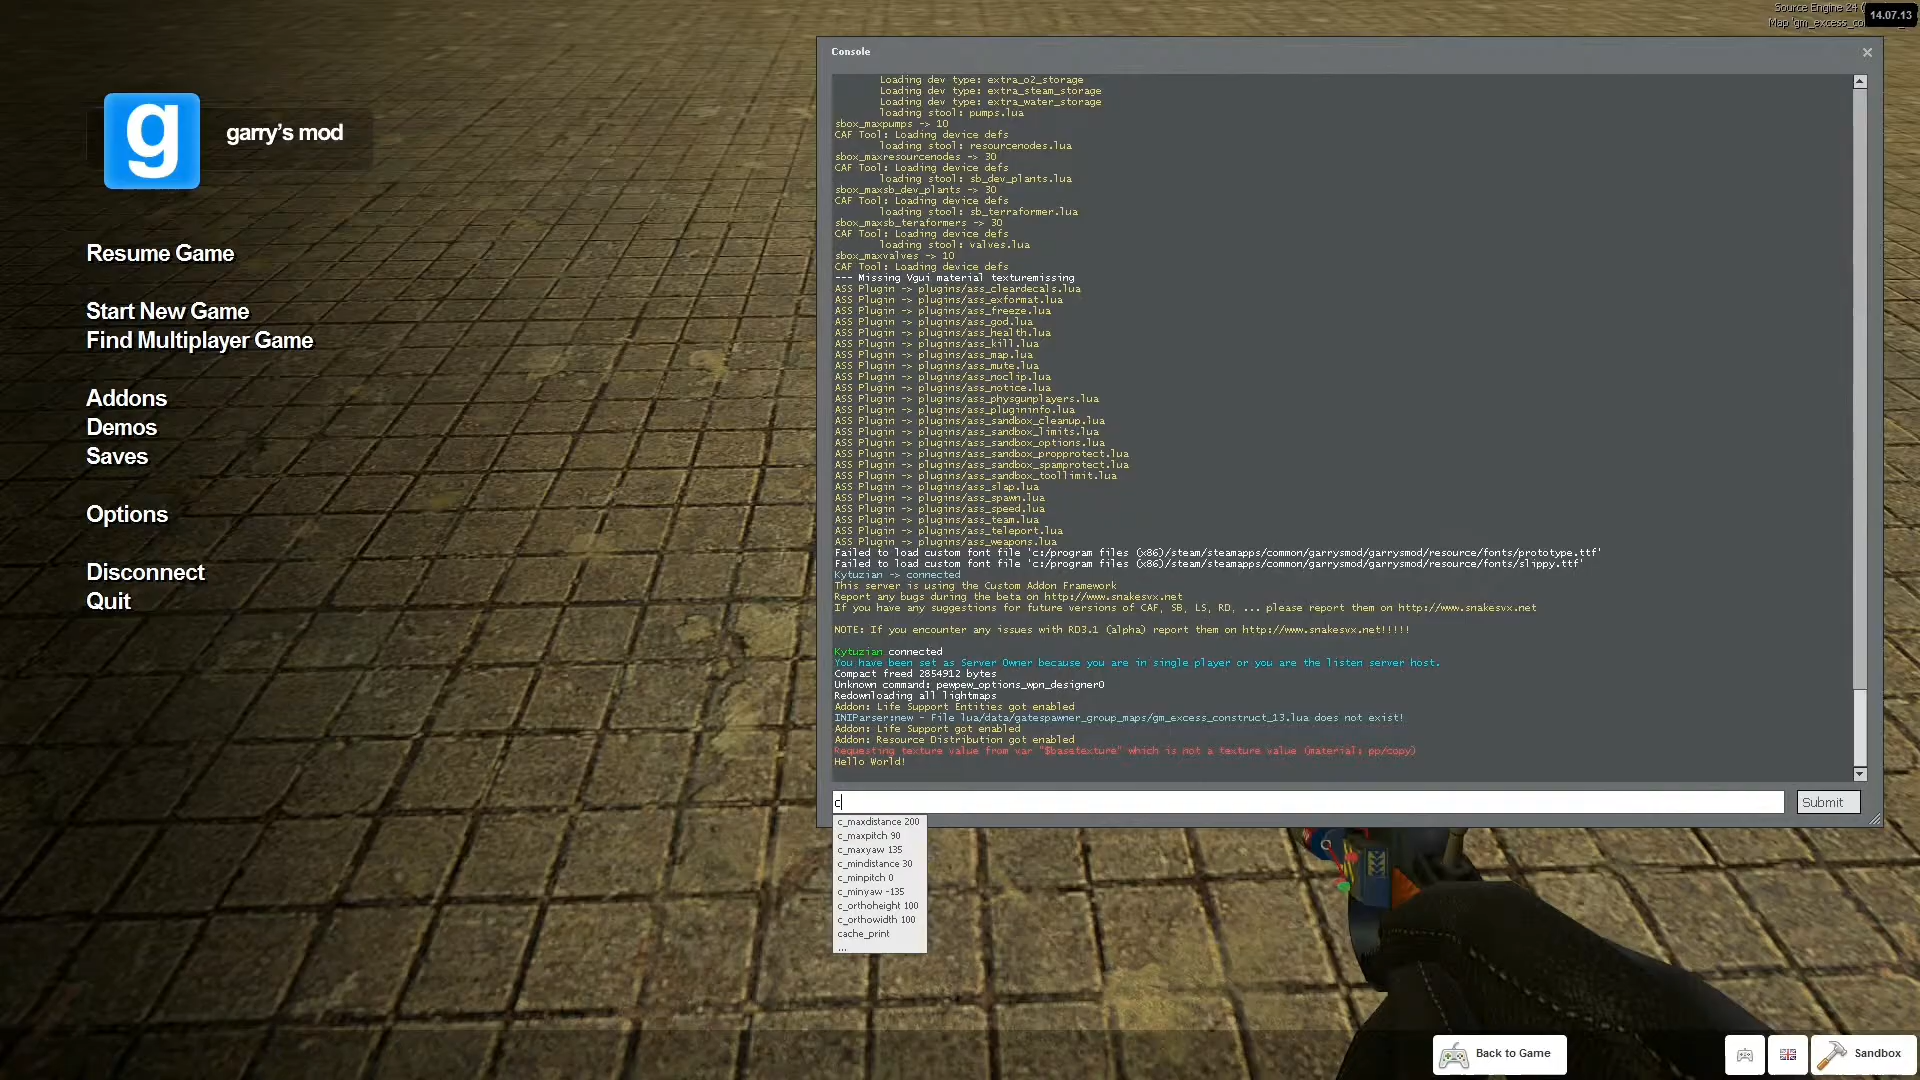 Source Engine 24 (
Map 'gm_excess_co
14.07.13
g
garry's mod
Resume Game
Start New Game
Find Multiplayer Game
Addons
Demos
Saves
Options
Disconnect
Quit
Console
Loading dev type: extra_o2_storage
Loading dev type: extra_steam_storage
Loading dev type: extra_water_storage
loading stool: pumps.lua
sbox_maxpumps -> 10
CAF Tool: Loading device defs
loading stool: resourcenodes.lua
sbox_maxresourcenodes -> 30
CAF Tool: Loading device defs
loading stool: sb_dev_plants.lua
sbox_maxsb_dev_plants -> 30
CAF Tool: Loading device defs
loading stool: sb_terraformer.lua
sbox_maxsb_teraformers -> 30
CAF Tool: Loading device defs
loading stool: valves.lua
sbox_maxvalves -> 10
CAF Tool: Loading device defs
--- Missing Vgui material texturemissing
ASS Plugin -> plugins/ass_cleardecals.lua
ASS Plugin -> plugins/ass_exformat.lua
ASS Plugin -> plugins/ass_freeze.lua
ASS Plugin -> plugins/ass_god.lua
ASS Plugin -> plugins/ass_health.lua
ASS Plugin -> plugins/ass_kill.lua
ASS Plugin -> plugins/ass_map.lua
ASS Plugin -> plugins/ass_mute.lua
ASS Plugin -> plugins/ass_noclip.lua
ASS Plugin -> plugins/ass_notice.lua
ASS Plugin -> plugins/ass_physgunplayers.lua
ASS Plugin -> plugins/ass_plugininfo.lua
ASS Plugin -> plugins/ass_sandbox_cleanup.lua
ASS Plugin -> plugins/ass_sandbox_limits.lua
ASS Plugin -> plugins/ass_sandbox_options.lua
ASS Plugin -> plugins/ass_sandbox_propprotect.lua
ASS Plugin -> plugins/ass_sandbox_spamprotect.lua
ASS Plugin -> plugins/ass_sandbox_toollimit.lua
ASS Plugin -> plugins/ass_slap.lua
ASS Plugin -> plugins/ass_spawn.lua
ASS Plugin -> plugins/ass_speed.lua
ASS Plugin -> plugins/ass_team.lua
ASS Plugin -> plugins/ass_teleport.lua
ASS Plugin -> plugins/ass_weapons.lua
Failed to load custom font file 'c:/program files (x86)/steam/steamapps/common/garrysmod/garrysmod/resource/fonts/prototype.ttf'
Failed to load custom font file 'c:/program files (x86)/steam/steamapps/common/garrysmod/garrysmod/resource/fonts/slippy.ttf'
Kytuzian -> connected
This server is using the Custom Addon Framework
Report any bugs during the beta on http://www.snakesvx.net
If you have any suggestions for future versions of CAF, SB, LS, RD, ... please report them on http://www.snakesvx.net
NOTE: If you encounter any issues with RD3.1 (alpha) report them on http://www.snakesvx.net!!!!!
Kytuzian connected
You have been set as Server Owner because you are in single player or you are the listen server host.
Compact freed 2854912 bytes
Unknown command: pewpew_options_wpn_designer0
Redownloading all lightmaps
Addon: Life Support Entities got enabled
INIParser:new - File lua/data/gatespawner_group_maps/gm_excess_construct_13.lua does not exist!
Addon: Life Support got enabled
Addon: Resource Distribution got enabled
Requesting texture value from var "$basetexture" which is not a texture value (material: pp/copy)
Hello World!
c
Submit
c_maxdistance 200
c_maxpitch 90
c_maxyaw 135
c_mindistance 30
c_minpitch 0
c_minyaw -135
c_orthoheight 100
c_orthowidth 100
cache_print
...
Back to Game
Sandbox